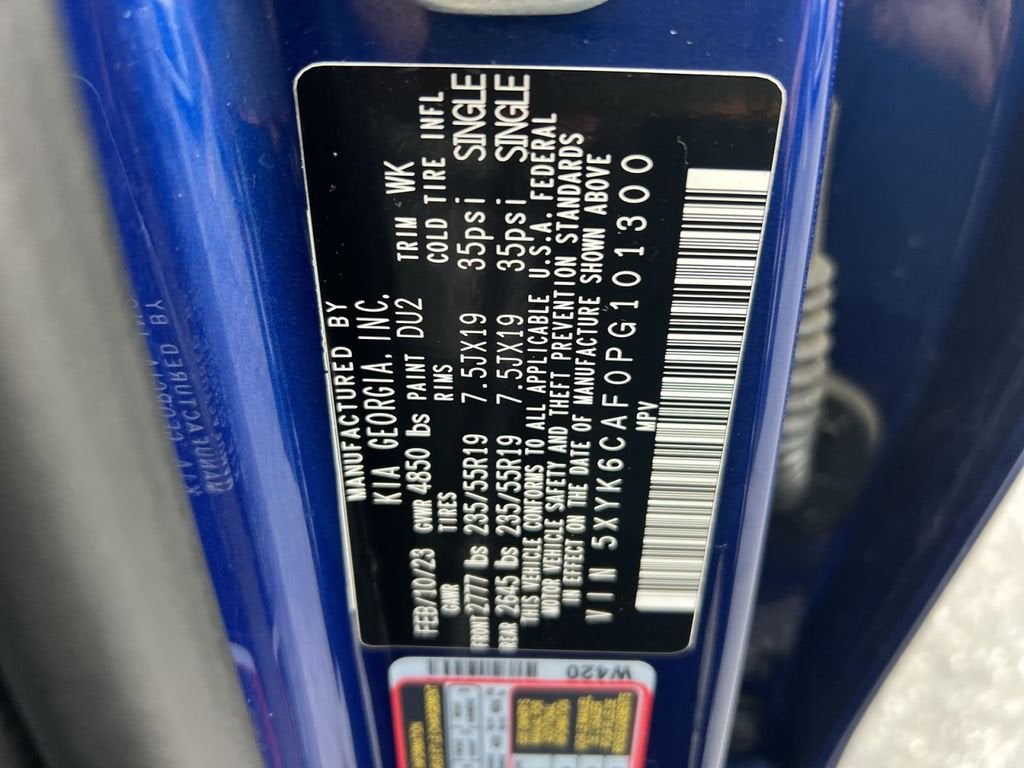 MANUFACTURED BY
KIA GEORGIA, INC.
FEB/10/23 GVWR 4850 lbs PAINT DU2 TRIM WK
GAWR TIRES RIMS COLD TIRE INFL
FRONT 2777 lbs 235/55R19 7.5JX19 35psi SINGLE
REAR 2645 lbs 235/55R19 7.5JX19 35psi SINGLE
THIS VEHICLE CONFORMS TO ALL APPLICABLE U.S.A. FEDERAL
MOTOR VEHICLE SAFETY AND THEFT PREVENTION STANDARDS
IN EFFECT ON THE DATE OF MANUFACTURE SHOWN ABOVE
VIN 5XYK6CAF0PG101300
MPV
W420